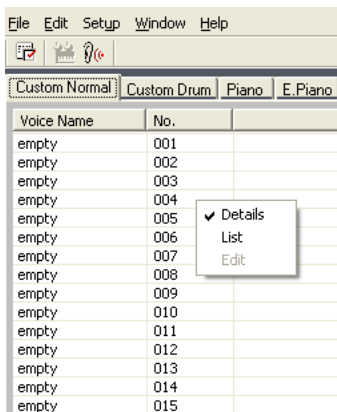 File Edit Setup Window Help
Custom Normal Custom Drum Piano E.Piano
Voice Name No.
empty 001
empty 002
empty 003
empty 004
empty 005
empty 006
empty 007
empty 008
empty 009
empty 010
empty 011
empty 012
empty 013
empty 014
empty 015
Details
List
Edit